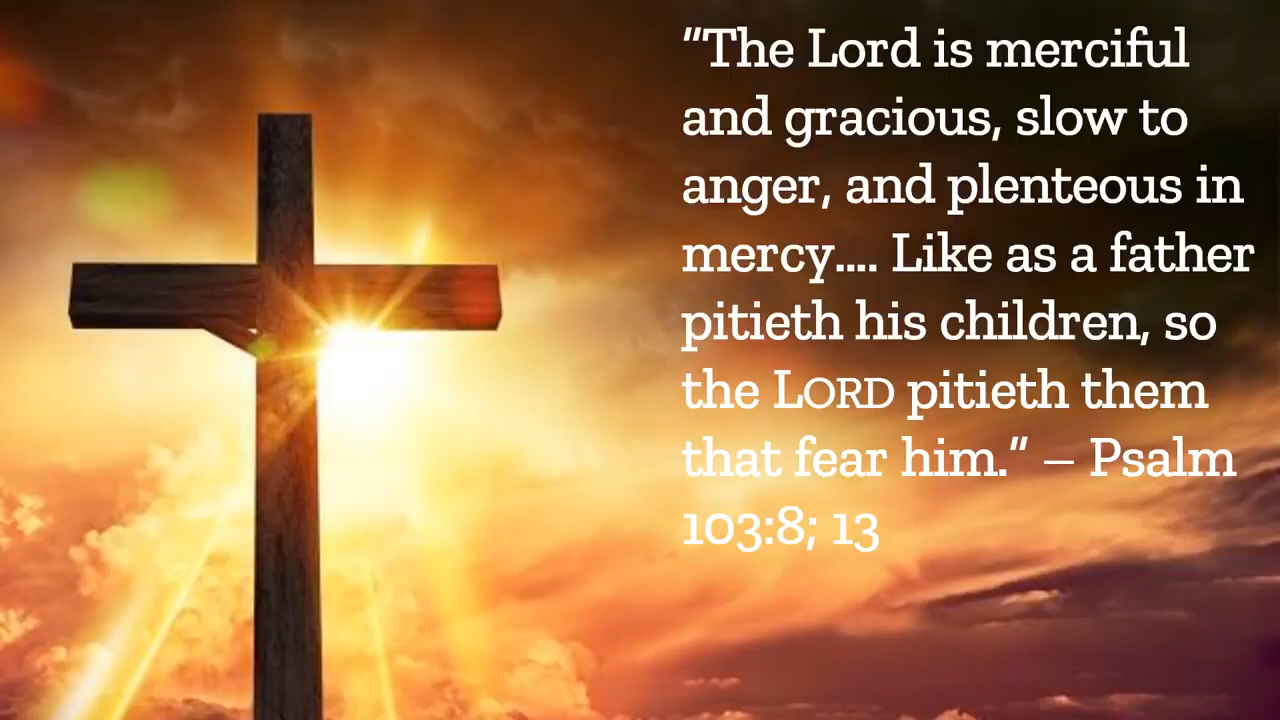 "The Lord is merciful
and gracious, slow to
anger, and plenteous in
mercy.... Like as a father
pitieth his children, so
the LORD pitieth them
that fear him." – Psalm
103:8; 13